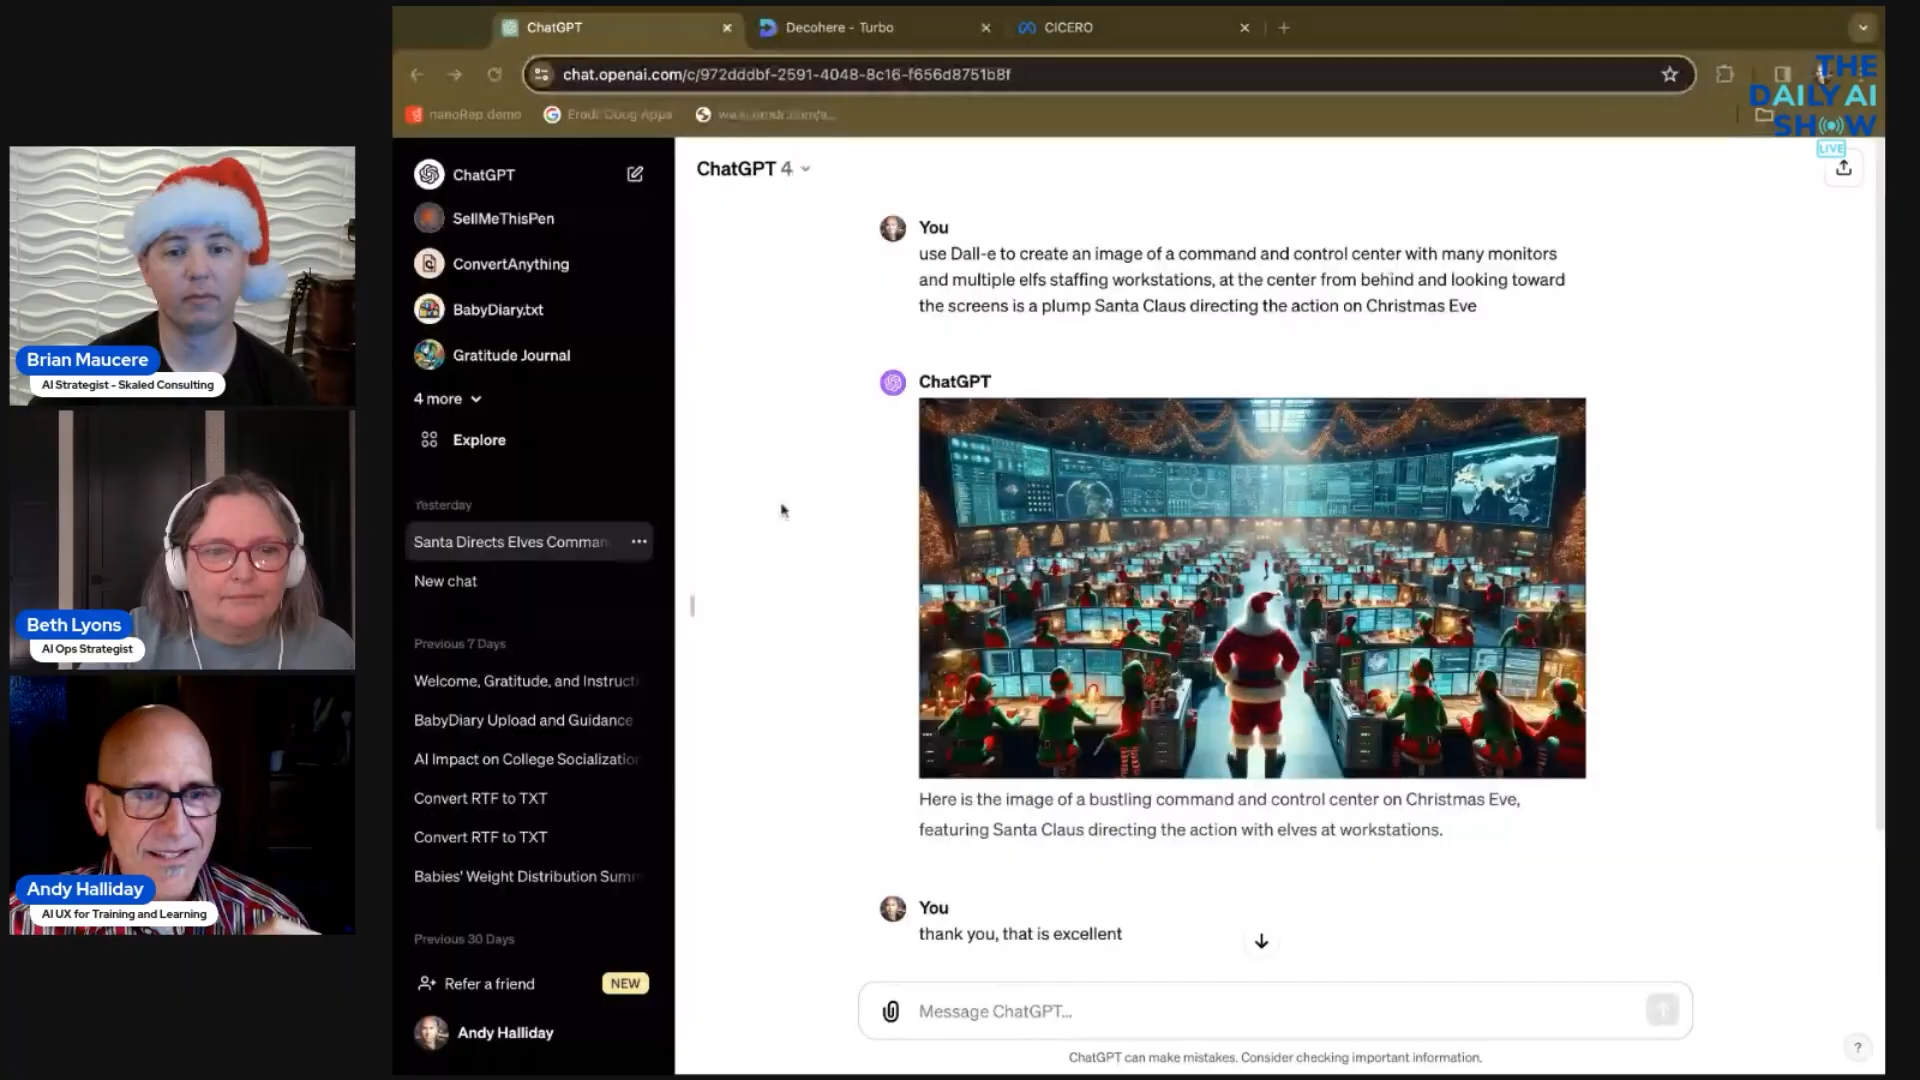 ChatGPT
Decohere - Turbo
CICERO
chat.openai.com/c/972dddbf-2591-4048-8c16-f656d8751b8f
THE
DAILY AI
SHOW
LIVE
nanoRep demo
Apps
ChatGPT
SellMeThisPen
ConvertAnything
BabyDiary.txt
Gratitude Journal
4 more
Explore
Yesterday
Santa Directs Elves Comman
New chat
Previous 7 Days
Welcome, Gratitude, and Instructi
BabyDiary Upload and Guidance
AI Impact on College Socialization
Convert RTF to TXT
Convert RTF to TXT
Babies' Weight Distribution Summ
Previous 30 Days
Refer a friend
NEW
Andy Halliday
ChatGPT 4
You
use Dall-e to create an image of a command and control center with many monitors
and multiple elfs staffing workstations, at the center from behind and looking toward
the screens is a plump Santa Claus directing the action on Christmas Eve
ChatGPT
Here is the image of a bustling command and control center on Christmas Eve,
featuring Santa Claus directing the action with elves at workstations.
You
thank you, that is excellent
Message ChatGPT...
ChatGPT can make mistakes. Consider checking important information.
?
Brian Maucere
AI Strategist - Skaled Consulting
Beth Lyons
AI Ops Strategist
Andy Halliday
AI UX for Training and Learning